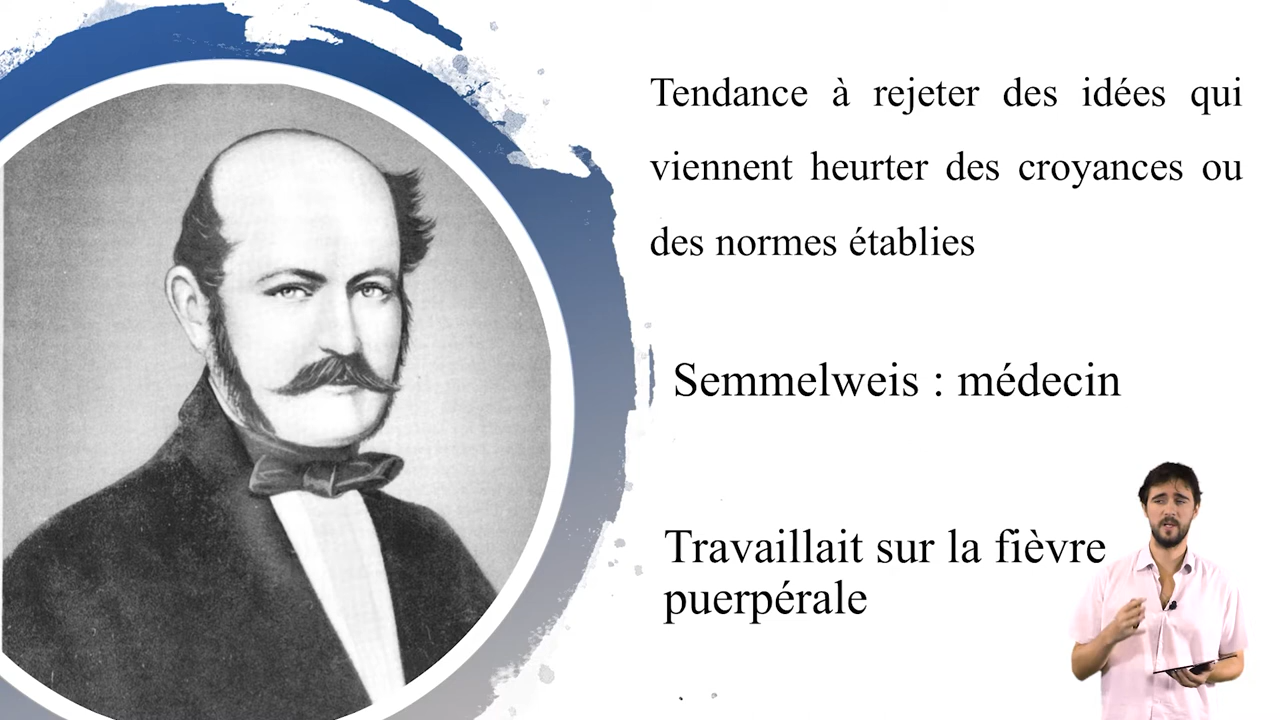 Tendance à rejeter des idées qui
viennent heurter des croyances ou
des normes établies
Semmelweis : médecin
Travaillait sur la fièvre
puerpérale